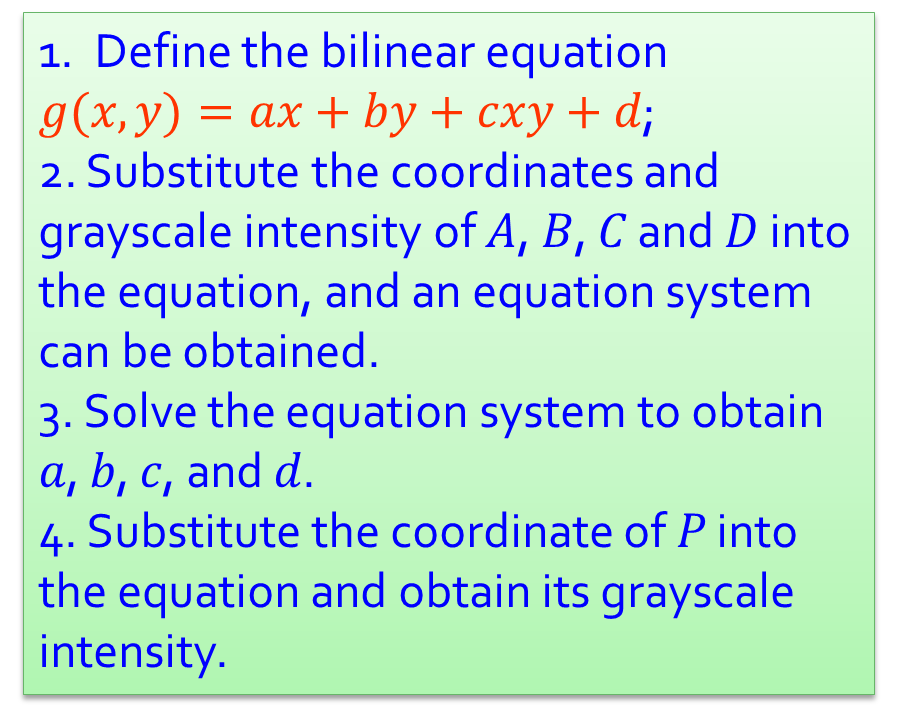 1. Define the bilinear equation
g(x, y) = ax + by + cxy + d;
2. Substitute the coordinates and
grayscale intensity of A, B, C and D into
the equation, and an equation system
can be obtained.
3. Solve the equation system to obtain
a, b, c, and d.
4. Substitute the coordinate of P into
the equation and obtain its grayscale
intensity.